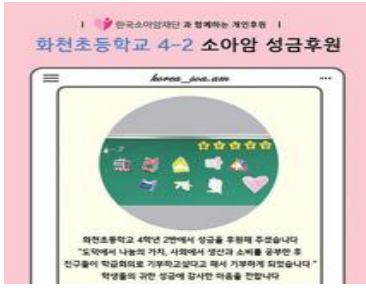 한국소아암재단 과 함께하는 개인후원
화천초등학교 4-2 소아암 성금후원
korea_soa.am
4-2
화천초등학교 4학년 2반에서 성금을 후원해 주셨습니다
"도덕에서 나눔의 가치, 사회에서 생산과 소비를 공부한 후
친구들이 학급회의로 기부하고싶다고 해서 기부하게 되었습니다"
학생들의 귀한 성금에 감사한 마음을 전합니다